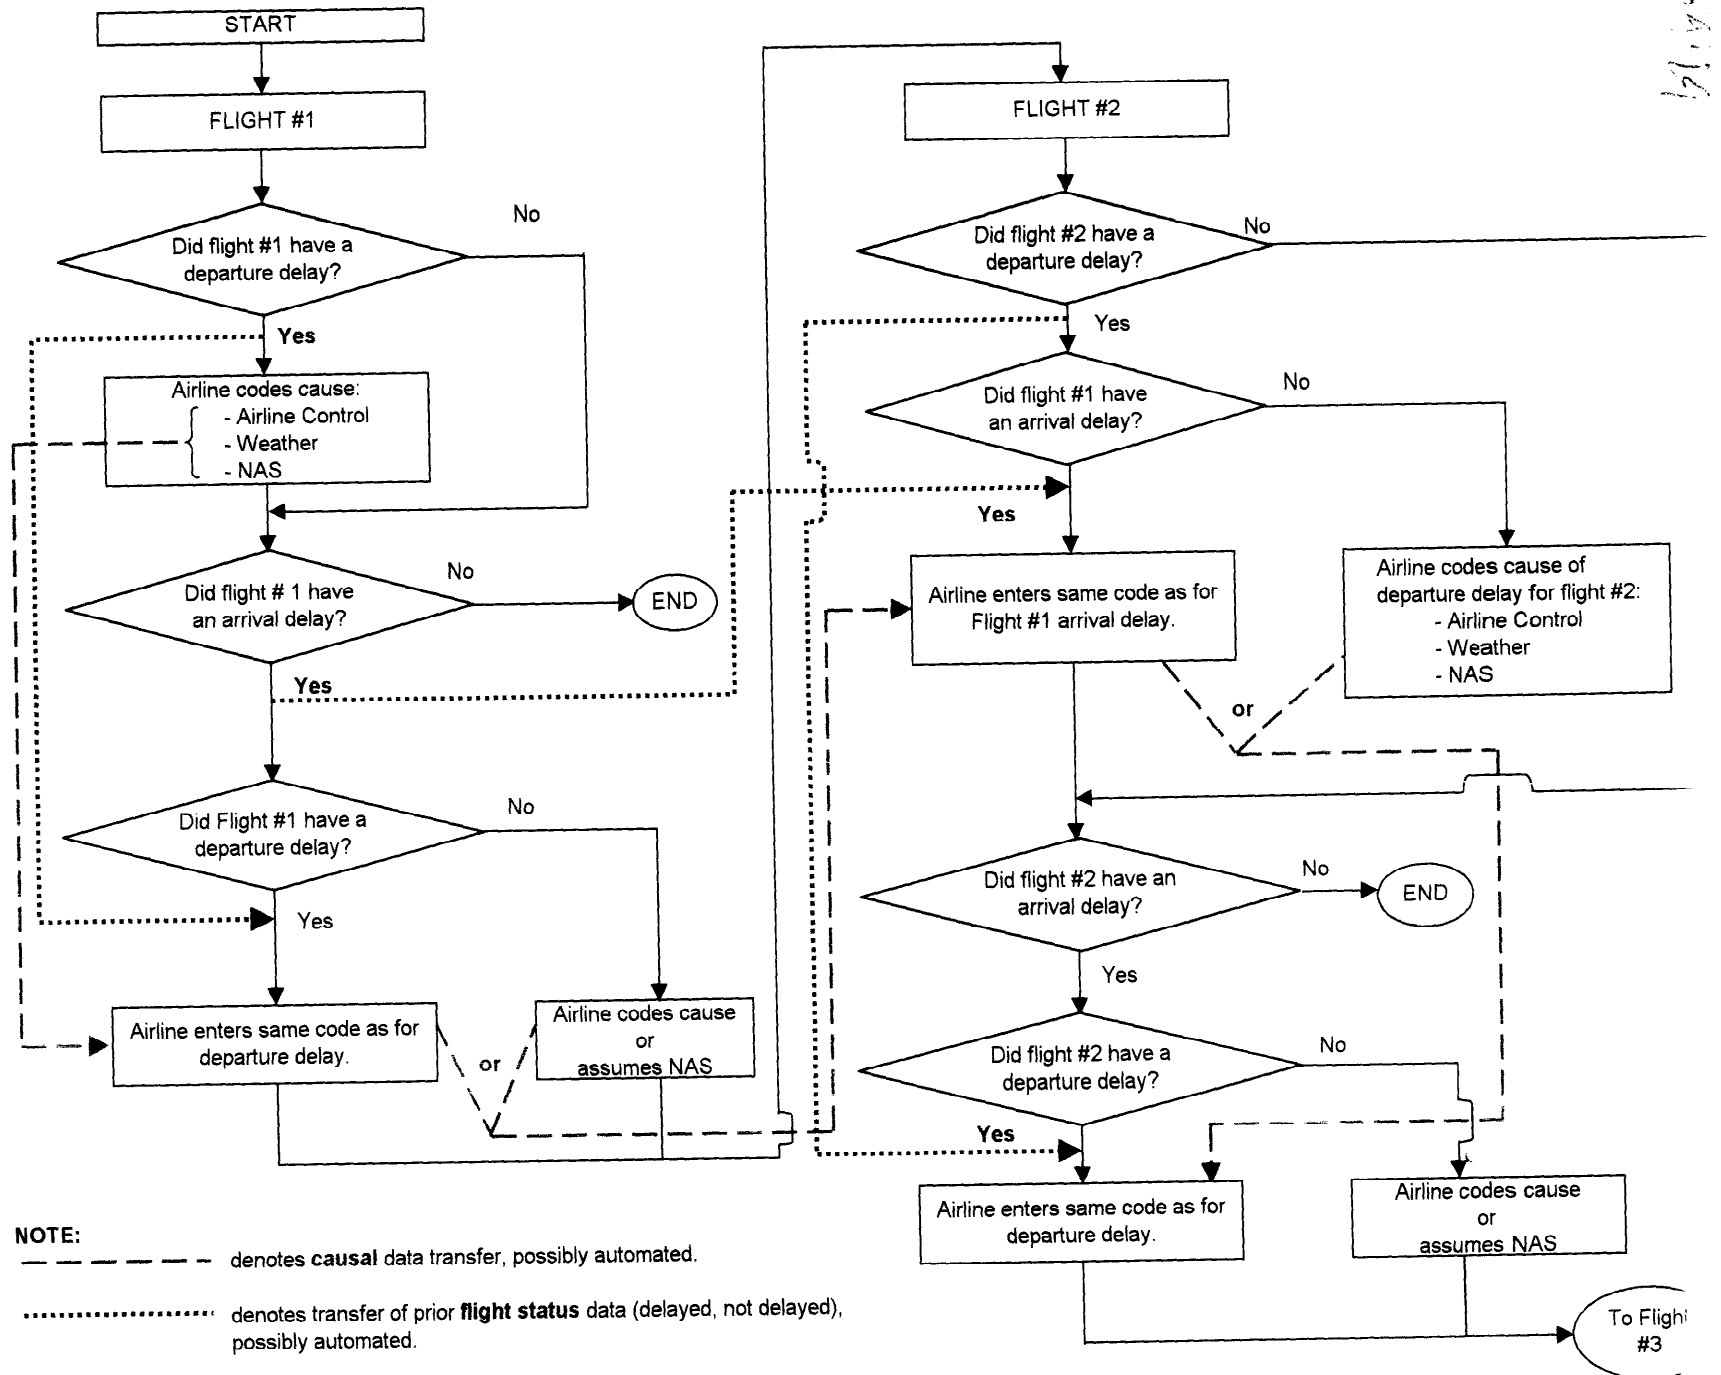 START
FLIGHT #1
Did flight #1 have a
departure delay?
No
Yes
Airline codes cause:
- Airline Control
- Weather
- NAS
Did flight # 1 have
an arrival delay?
No
END
Yes
Did Flight #1 have a
departure delay?
No
Yes
Airline enters same code as for
departure delay.
or
Airline codes cause
or
assumes NAS
FLIGHT #2
Did flight #2 have a
departure delay?
No
Yes
Did flight #1 have
an arrival delay?
No
Yes
Airline enters same code as for
Flight #1 arrival delay.
Airline codes cause of
departure delay for flight #2:
- Airline Control
- Weather
- NAS
or
Did flight #2 have an
arrival delay?
No
END
Yes
Did flight #2 have a
departure delay?
No
Yes
Airline enters same code as for
departure delay.
Airline codes cause
or
assumes NAS
To Flight
#3
NOTE:
denotes causal data transfer, possibly automated.
denotes transfer of prior flight status data (delayed, not delayed),
possibly automated.